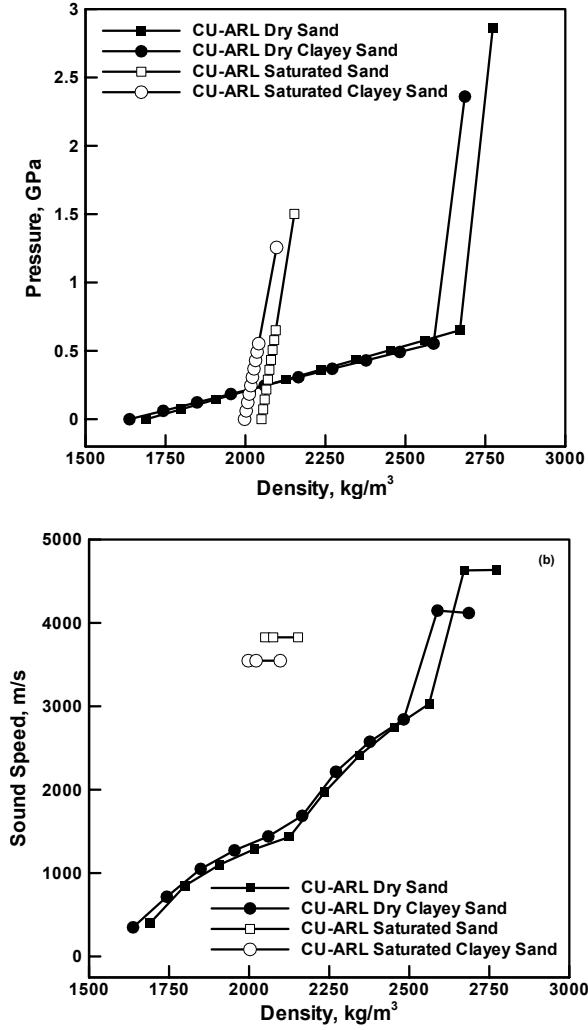 3
2.5
2
1.5
1
0.5
0
Pressure, GPa
CU-ARL Dry Sand
CU-ARL Dry Clayey Sand
CU-ARL Saturated Sand
CU-ARL Saturated Clayey Sand
1500 1750 2000 2250 2500 2750 3000
Density, kg/m³
5000
4000
3000
2000
1000
0
Sound Speed, m/s
(b)
CU-ARL Dry Sand
CU-ARL Dry Clayey Sand
CU-ARL Saturated Sand
CU-ARL Saturated Clayey Sand
1500 1750 2000 2250 2500 2750 3000
Density, kg/m³